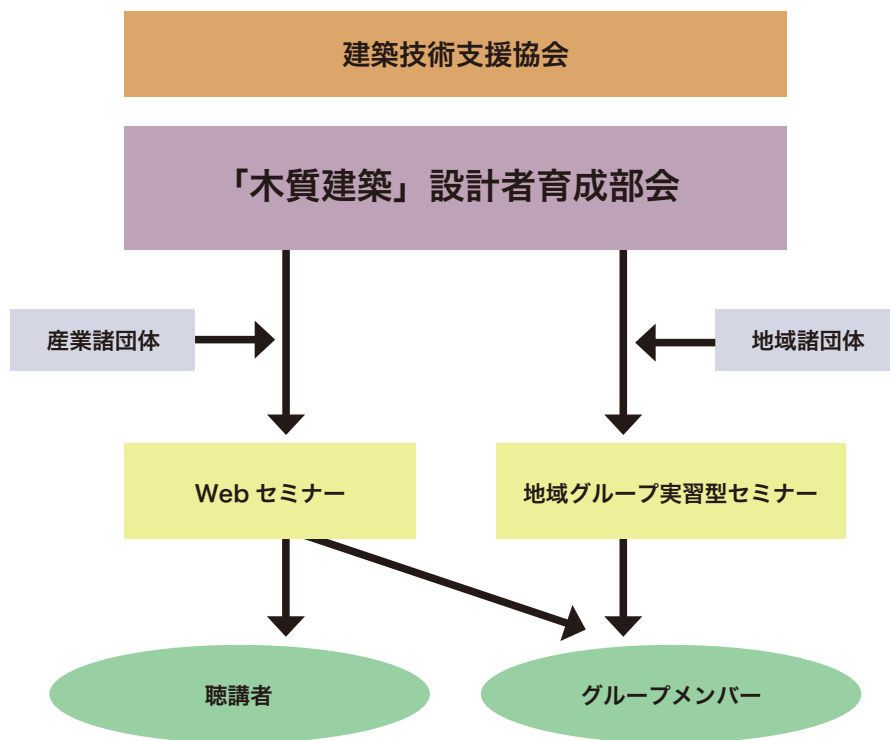 建築技術支援協会
「木質建築」設計者育成部会
産業諸団体
地域諸団体
Web セミナー
地域グループ実習型セミナー
聴講者
グループメンバー